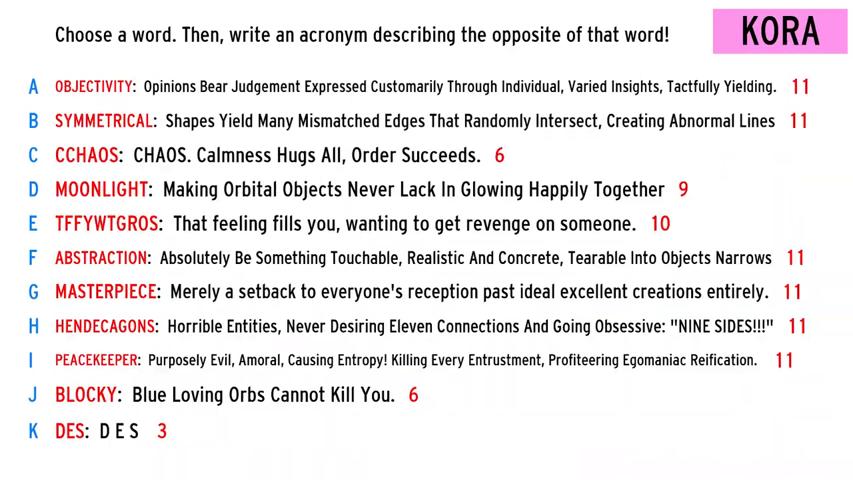 Choose a word. Then, write an acronym describing the opposite of that word!
KORA
A OBJECTIVITY: Opinions Bear Judgement Expressed Customarily Through Individual, Varied Insights, Tactfully Yielding. 11
B SYMMETRICAL: Shapes Yield Many Mismatched Edges That Randomly Intersect, Creating Abnormal Lines 11
C CCHAOS: CHAOS. Calmness Hugs All, Order Succeeds. 6
D MOONLIGHT: Making Orbital Objects Never Lack In Glowing Happily Together 9
E TFFYWTGROS: That feeling fills you, wanting to get revenge on someone. 10
F ABSTRACTION: Absolutely Be Something Touchable, Realistic And Concrete, Tearable Into Objects Narrows 11
G MASTERPIECE: Merely a setback to everyone's reception past ideal excellent creations entirely. 11
H HENDECAGONS: Horrible Entities, Never Desiring Eleven Connections And Going Obsessive: "NINE SIDES!!!" 11
I PEACEKEEPER: Purposely Evil, Amoral, Causing Entropy! Killing Every Entrustment, Profiteering Egomaniac Reification. 11
J BLOCKY: Blue Loving Orbs Cannot Kill You. 6
K DES: D E S 3